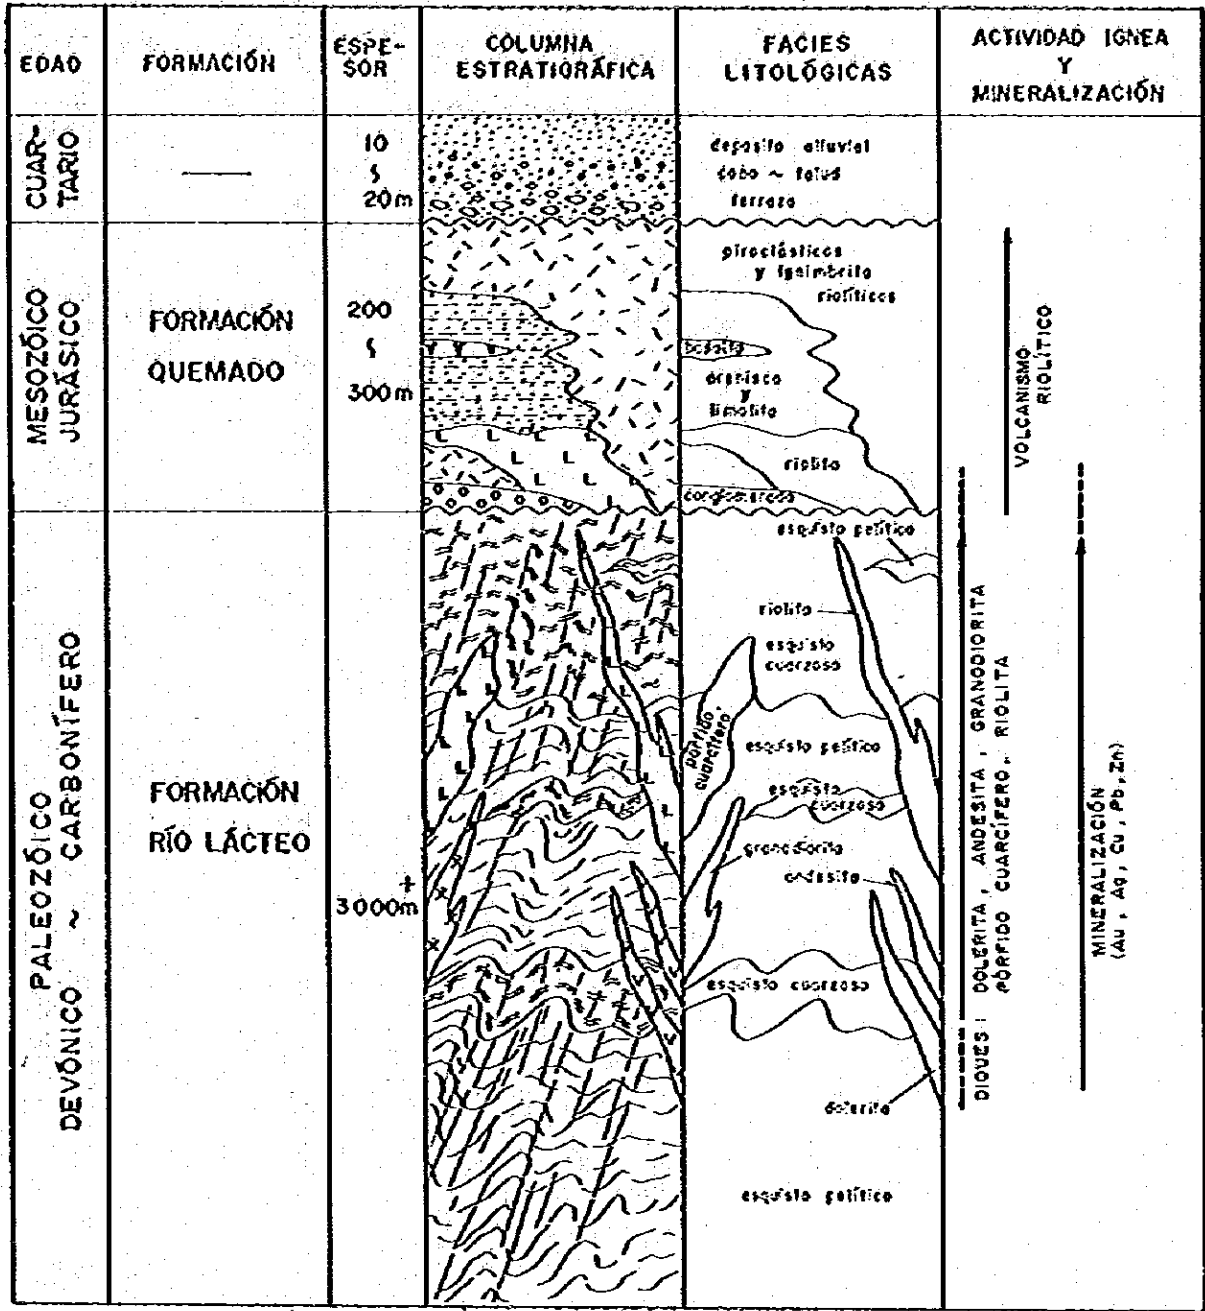 EDAD
FORMACIÓN
ESPE-
SOR
COLUMNA
ESTRATIGRÁFICA
FACIES
LITOLÓGICAS
ACTIVIDAD IGNEA
Y
MINERALIZACIÓN
CUAR-
TARIO
10
20m
deposito alluvial
cono ~ talud
terraza
MESOZÓICO
JURÁSICO
FORMACIÓN
QUEMADO
200
300m
piroclásticos
y
riolíticos
basalto
arenisca
y
limolita
riolita
conglomerado
VOLCANISMO
RIOLÍTICO
PALEOZÓICO
DEVÓNICO ~ CARBONÍFERO
FORMACIÓN
RÍO LÁCTEO
+
3000m
esquisto pelítico
riolita
esquisto
cuarzoso
pórfido
cuarcífero
esquisto pelítico
esquisto
cuarzoso
granodiorita
andesita
esquisto cuarzoso
dolerita
esquisto pelítico
DIQUES: DOLERITA, ANDESITA, GRANODIORITA
PÓRFIDO CUARCÍFERO, RIOLITA
MINERALIZACIÓN
(Au, Ag, Cu, Pb, Zn)